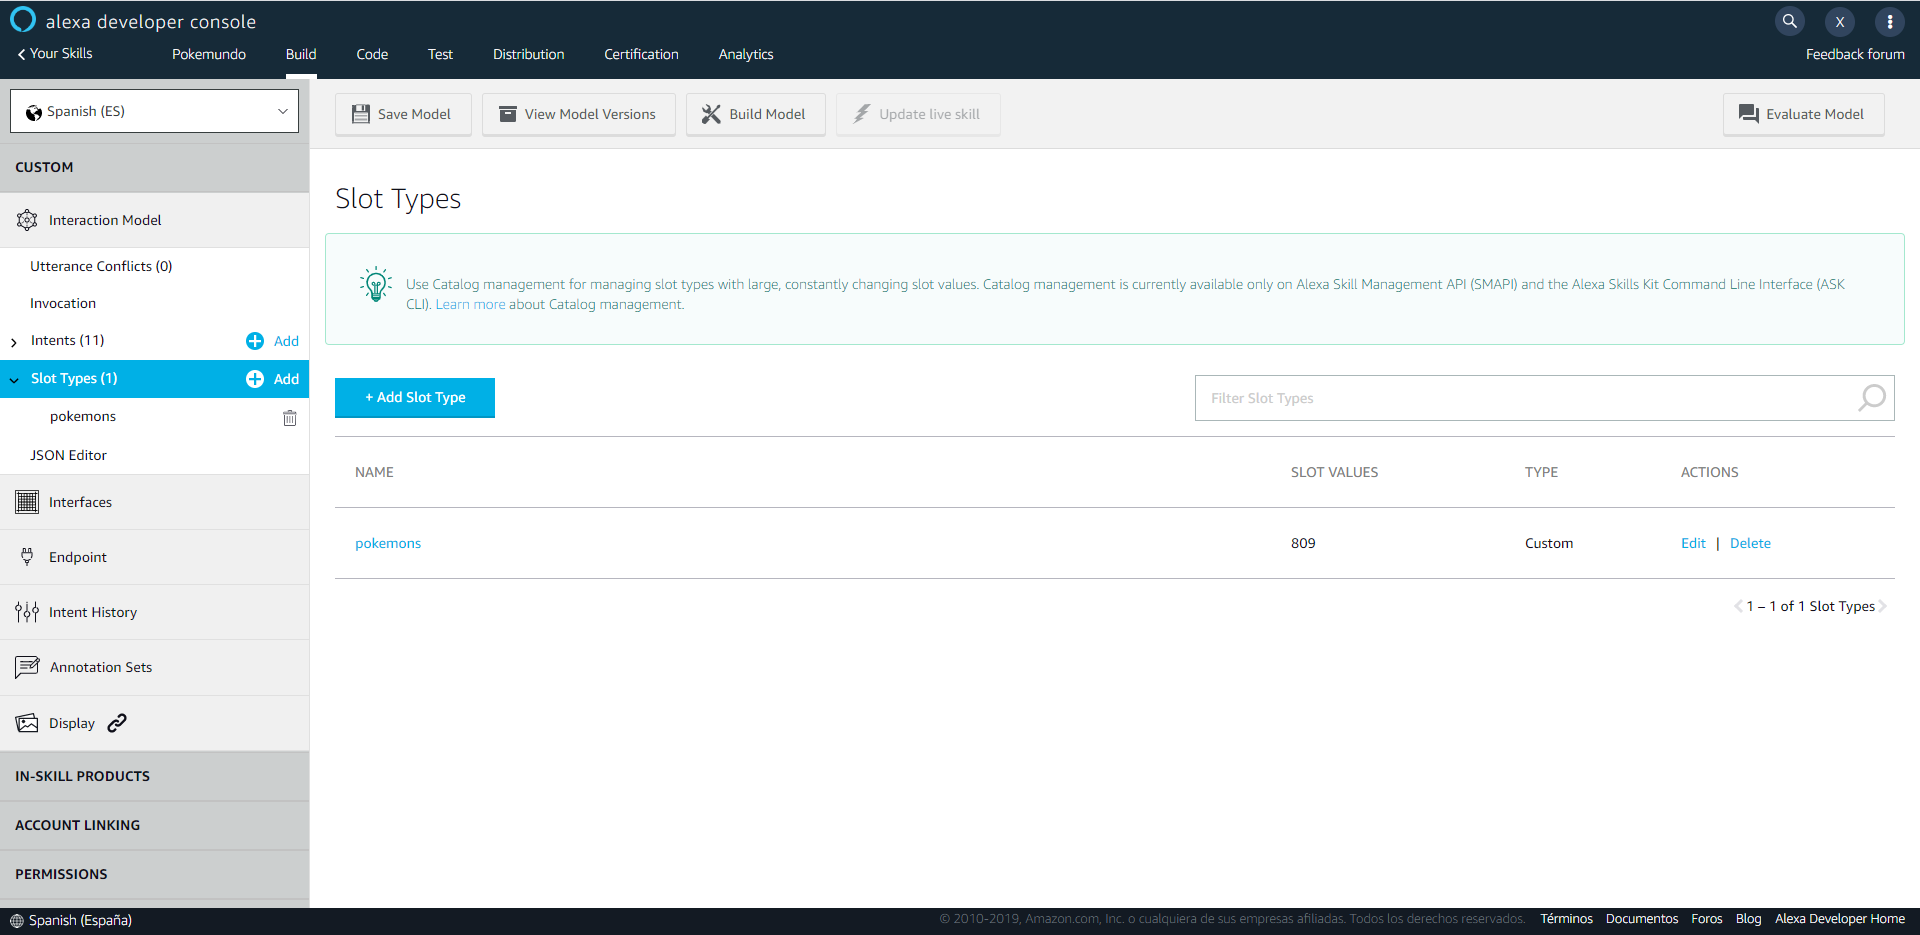 alexa developer console
X
Your Skills
Pokemundo
Build
Code
Test
Distribution
Certification
Analytics
Feedback forum
Spanish (ES)
Save Model
View Model Versions
Build Model
Update live skill
Evaluate Model
CUSTOM
Interaction Model
Utterance Conflicts (0)
Invocation
Intents (11)
Add
Slot Types (1)
Add
pokemons
JSON Editor
Interfaces
Endpoint
Intent History
Annotation Sets
Display
IN-SKILL PRODUCTS
ACCOUNT LINKING
PERMISSIONS
Slot Types
Use Catalog management for managing slot types with large, constantly changing slot values. Catalog management is currently available only on Alexa Skill Management API (SMAPI) and the Alexa Skills Kit Command Line Interface (ASK
CLI). Learn more about Catalog management.
+ Add Slot Type
Filter Slot Types
NAME
SLOT VALUES
TYPE
ACTIONS
pokemons
809
Custom
Edit | Delete
1 – 1 of 1 Slot Types
Spanish (España)
© 2010-2019, Amazon.com, Inc. o cualquiera de sus empresas afiliadas. Todos los derechos reservados.
Términos
Documentos
Foros
Blog
Alexa Developer Home